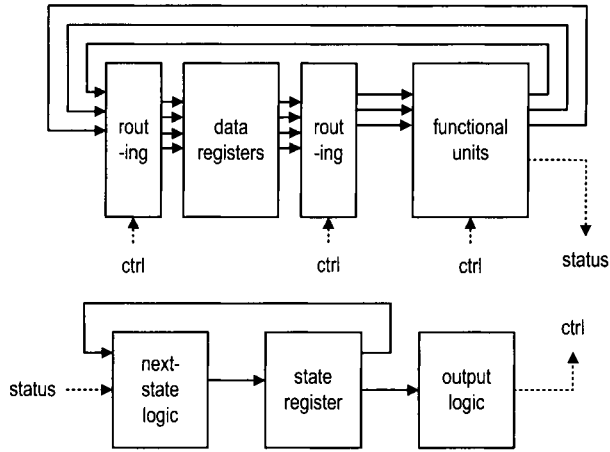 rout
-ing
data
registers
rout
-ing
functional
units
ctrl
ctrl
ctrl
status
ctrl
status
next-
state
logic
state
register
output
logic